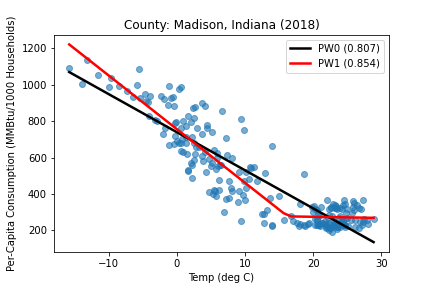 County: Madison, Indiana (2018)
Per-Capita Consumption (MMBtu/1000 Households)
1200
1000
800
600
400
200
PW0 (0.807)
PW1 (0.854)
−10
0
10
20
30
Temp (deg C)